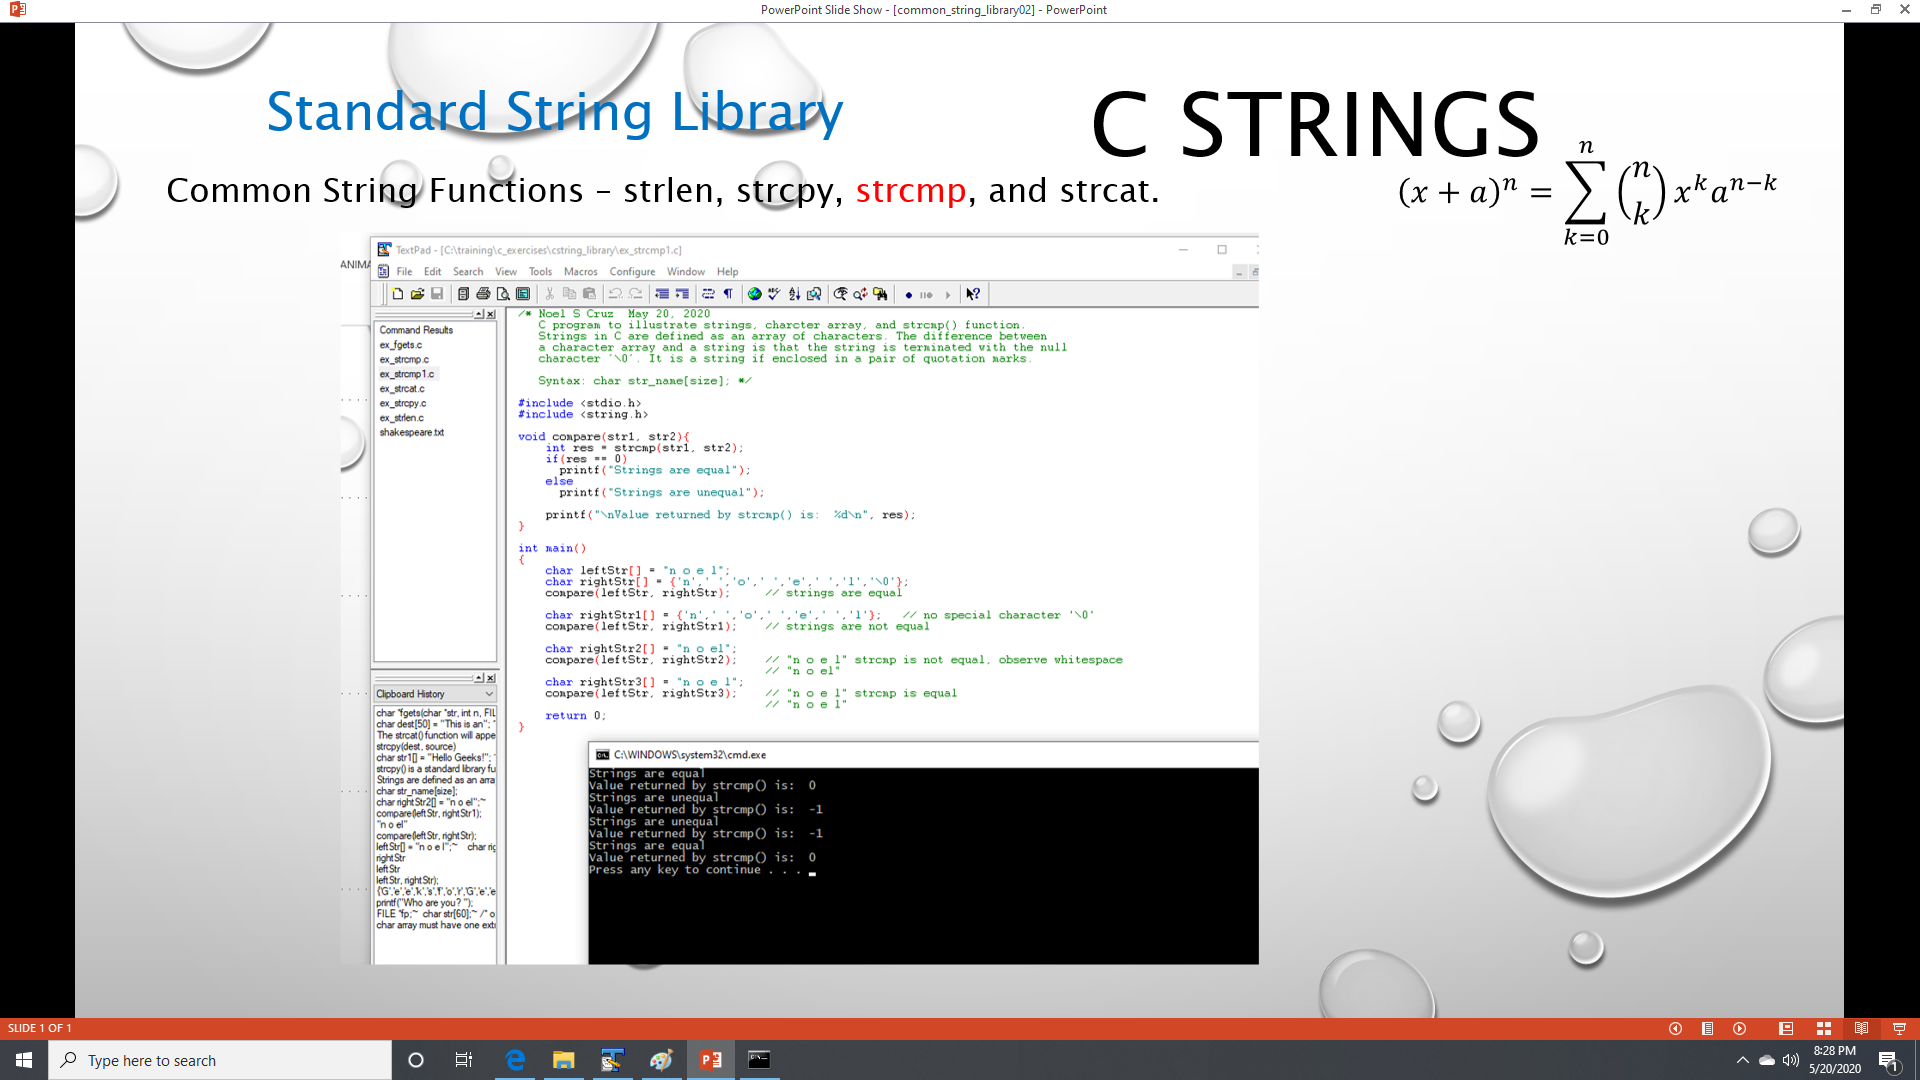 PowerPoint Slide Show - [common_string_library02] - PowerPoint
Standard String Library
C STRINGS
Common String Functions – strlen, strcpy, strcmp, and strcat.
(x + a)^n = ∑_{k=0}^{n} (n k) x^k a^{n−k}
TextPad - [C:\training\c_exercises\cstring_library\ex_strcmp1.c]
ANIMA
File Edit Search View Tools Macros Configure Window Help
Command Results
ex_fgets.c
ex_strcmp.c
ex_strcmp1.c
ex_strcat.c
ex_strcpy.c
ex_strlen.c
shakespeare.txt
/* Noel S Cruz  May 20, 2020
   C program to illustrate strings, charcter array, and strcmp() function.
   Strings in C are defined as an array of characters. The difference between
   a character array and a string is that the string is terminated with the null
   character '\0'. It is a string if enclosed in a pair of quotation marks.
   Syntax: char str_name[size]; */
#include <stdio.h>
#include <string.h>
void compare(str1, str2){
    int res = strcmp(str1, str2);
    if(res == 0)
      printf("Strings are equal");
    else
      printf("Strings are unequal");
    printf("\nValue returned by strcmp() is:  %d\n", res);
}
int main()
{
    char leftStr[] = "n o e l";
    char rightStr[] = {'n',' ','o',' ','e',' ','l','\0'};
    compare(leftStr, rightStr);     // strings are equal
    char rightStr1[] = {'n',' ','o',' ','e',' ','l'};   // no special character '\0'
    compare(leftStr, rightStr1);    // strings are not equal
    char rightStr2[] = "n o el";
    compare(leftStr, rightStr2);    // "n o e l" strcmp is not equal, observe whitespace
                                    // "n o el"
    char rightStr3[] = "n o e l";
    compare(leftStr, rightStr3);    // "n o e l" strcmp is equal
                                    // "n o e l"
    return 0;
}
Clipboard History
char *fgets(char *str, int n, FIL
char dest[50] = "This is an"; 
The strcat() function will appe
strcpy(dest, source)
char str1[] = "Hello Geeks!";
strcpy() is a standard library fu
Strings are defined as an arra
char str_name[size];
char rightStr2[] = "n o el";~
compare(leftStr, rightStr1);
"n o el"
compare(leftStr, rightStr);
leftStr[] = "n o e l";~    char rig
rightStr
leftStr
leftStr, rightStr);
{'G','e','e','k','s','f','o','r','G','e','e
printf("Who are you? ");
FILE *fp;~  char str[60];~ /* o
char array must have one extr
C:\WINDOWS\system32\cmd.exe
Strings are equal
Value returned by strcmp() is:  0
Strings are unequal
Value returned by strcmp() is:  -1
Strings are unequal
Value returned by strcmp() is:  -1
Strings are equal
Value returned by strcmp() is:  0
Press any key to continue . . .
SLIDE 1 OF 1
Type here to search
8:28 PM
5/20/2020
1